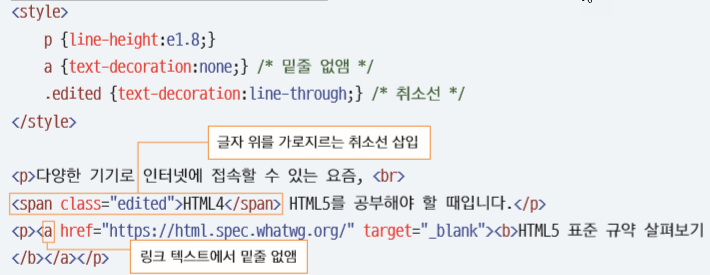 <style>
p {line-height:e1.8;}
a {text-decoration:none;} /* 밑줄 없앰 */
.edited {text-decoration:line-through;} /* 취소선 */
</style>
글자 위를 가로지르는 취소선 삽입
<p>다양한 기기로 인터넷에 접속할 수 있는 요즘, <br>
<span class="edited">HTML4</span> HTML5를 공부해야 할 때입니다.</p>
<p><a href="https://html.spec.whatwg.org/" target="_blank"><b>HTML5 표준 규약 살펴보기
</b></a></p>
링크 텍스트에서 밑줄 없앰